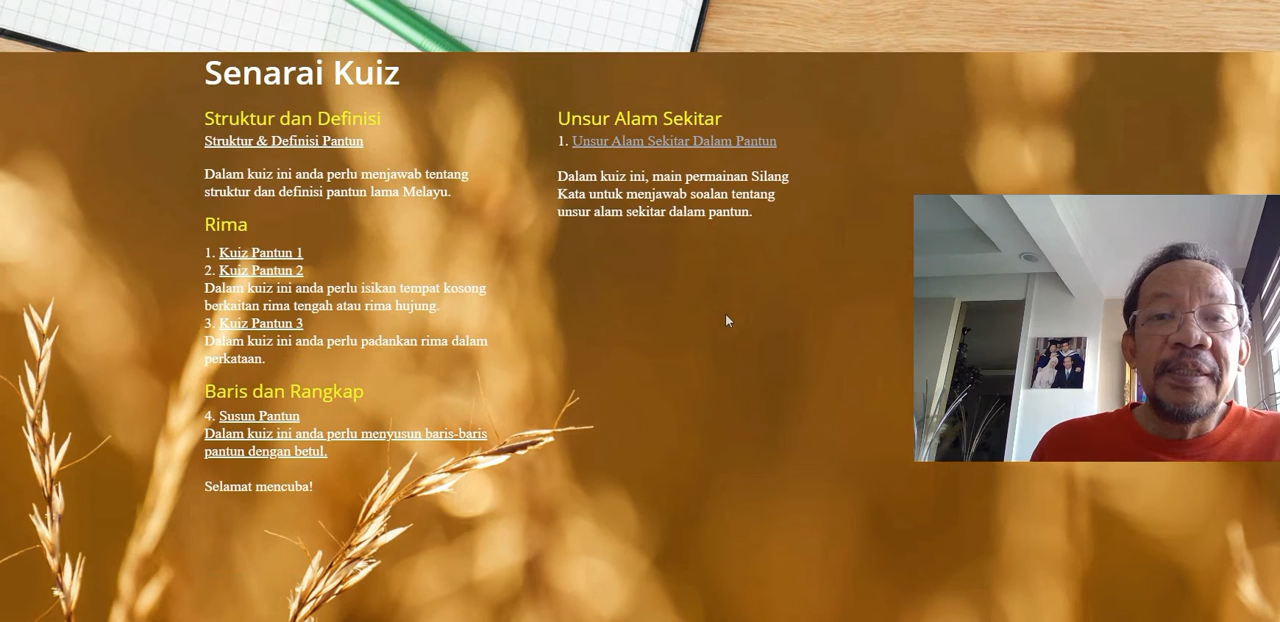 Senarai Kuiz
Struktur dan Definisi
Struktur & Definisi Pantun
Dalam kuiz ini anda perlu menjawab tentang
struktur dan definisi pantun lama Melayu.
Rima
1. Kuiz Pantun 1
2. Kuiz Pantun 2
Dalam kuiz ini anda perlu isikan tempat kosong
berkaitan rima tengah atau rima hujung.
3. Kuiz Pantun 3
Dalam kuiz ini anda perlu padankan rima dalam
perkataan.
Baris dan Rangkap
4. Susun Pantun
Dalam kuiz ini anda perlu menyusun baris-baris
pantun dengan betul.
Selamat mencuba!
Unsur Alam Sekitar
1. Unsur Alam Sekitar Dalam Pantun
Dalam kuiz ini, main permainan Silang
Kata untuk menjawab soalan tentang
unsur alam sekitar dalam pantun.